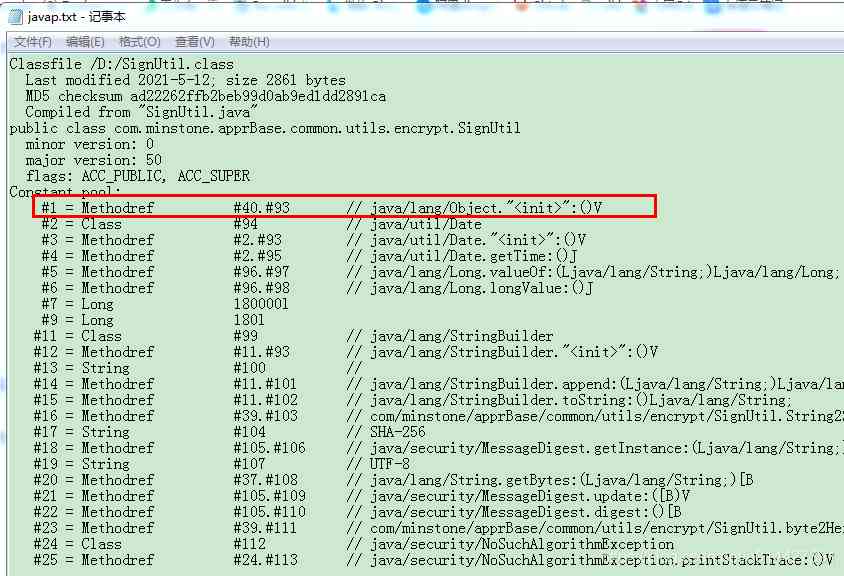 javap.txt - 记事本
文件(F) 编辑(E) 格式(O) 查看(V) 帮助(H)
Classfile /D:/SignUtil.class
  Last modified 2021-5-12; size 2861 bytes
  MD5 checksum ad22262ffb2beb99d0ab9ed1dd2891ca
  Compiled from "SignUtil.java"
public class com.minstone.apprBase.common.utils.encrypt.SignUtil
  minor version: 0
  major version: 50
  flags: ACC_PUBLIC, ACC_SUPER
Constant pool:
    #1 = Methodref          #40.#93       // java/lang/Object."<init>":()V
    #2 = Class              #94           // java/util/Date
    #3 = Methodref          #2.#93        // java/util/Date."<init>":()V
    #4 = Methodref          #2.#95        // java/util/Date.getTime:()J
    #5 = Methodref          #96.#97       // java/lang/Long.valueOf:(Ljava/lang/String;)Ljava/lang/Long;
    #6 = Methodref          #96.#98       // java/lang/Long.longValue:()J
    #7 = Long               1800001
    #9 = Long               1801
   #11 = Class              #99           // java/lang/StringBuilder
   #12 = Methodref          #11.#93       // java/lang/StringBuilder."<init>":()V
   #13 = String             #100          //
   #14 = Methodref          #11.#101      // java/lang/StringBuilder.append:(Ljava/lang/String;)Ljava/lan
   #15 = Methodref          #11.#102      // java/lang/StringBuilder.toString:()Ljava/lang/String;
   #16 = Methodref          #39.#103      // com/minstone/apprBase/common/utils/encrypt/SignUtil.String2S
   #17 = String             #104          // SHA-256
   #18 = Methodref          #105.#106     // java/security/MessageDigest.getInstance:(Ljava/lang/String;)
   #19 = String             #107          // UTF-8
   #20 = Methodref          #37.#108      // java/lang/String.getBytes:(Ljava/lang/String;)[B
   #21 = Methodref          #105.#109     // java/security/MessageDigest.update:([B)V
   #22 = Methodref          #105.#110     // java/security/MessageDigest.digest:()[B
   #23 = Methodref          #39.#111      // com/minstone/apprBase/common/utils/encrypt/SignUtil.byte2He
   #24 = Class              #112          // java/security/NoSuchAlgorithmException
   #25 = Methodref          #24.#113      // java/security/NoSuchAlgorithmException.printStackTrace:()V